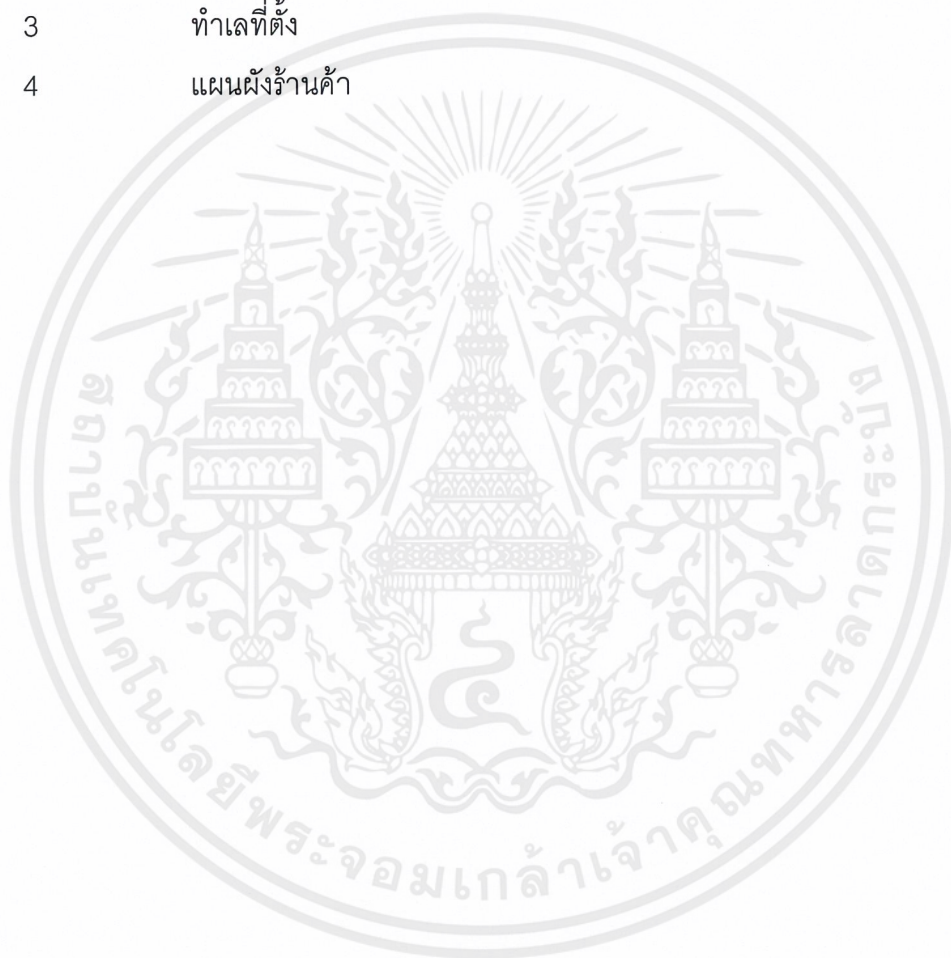 3 ทำเลที่ตั้ง
4 แผนผังร้านค้า
สถาบันเทคโนโลยีพระจอมเกล้าเจ้าคุณทหารลาดกระบัง